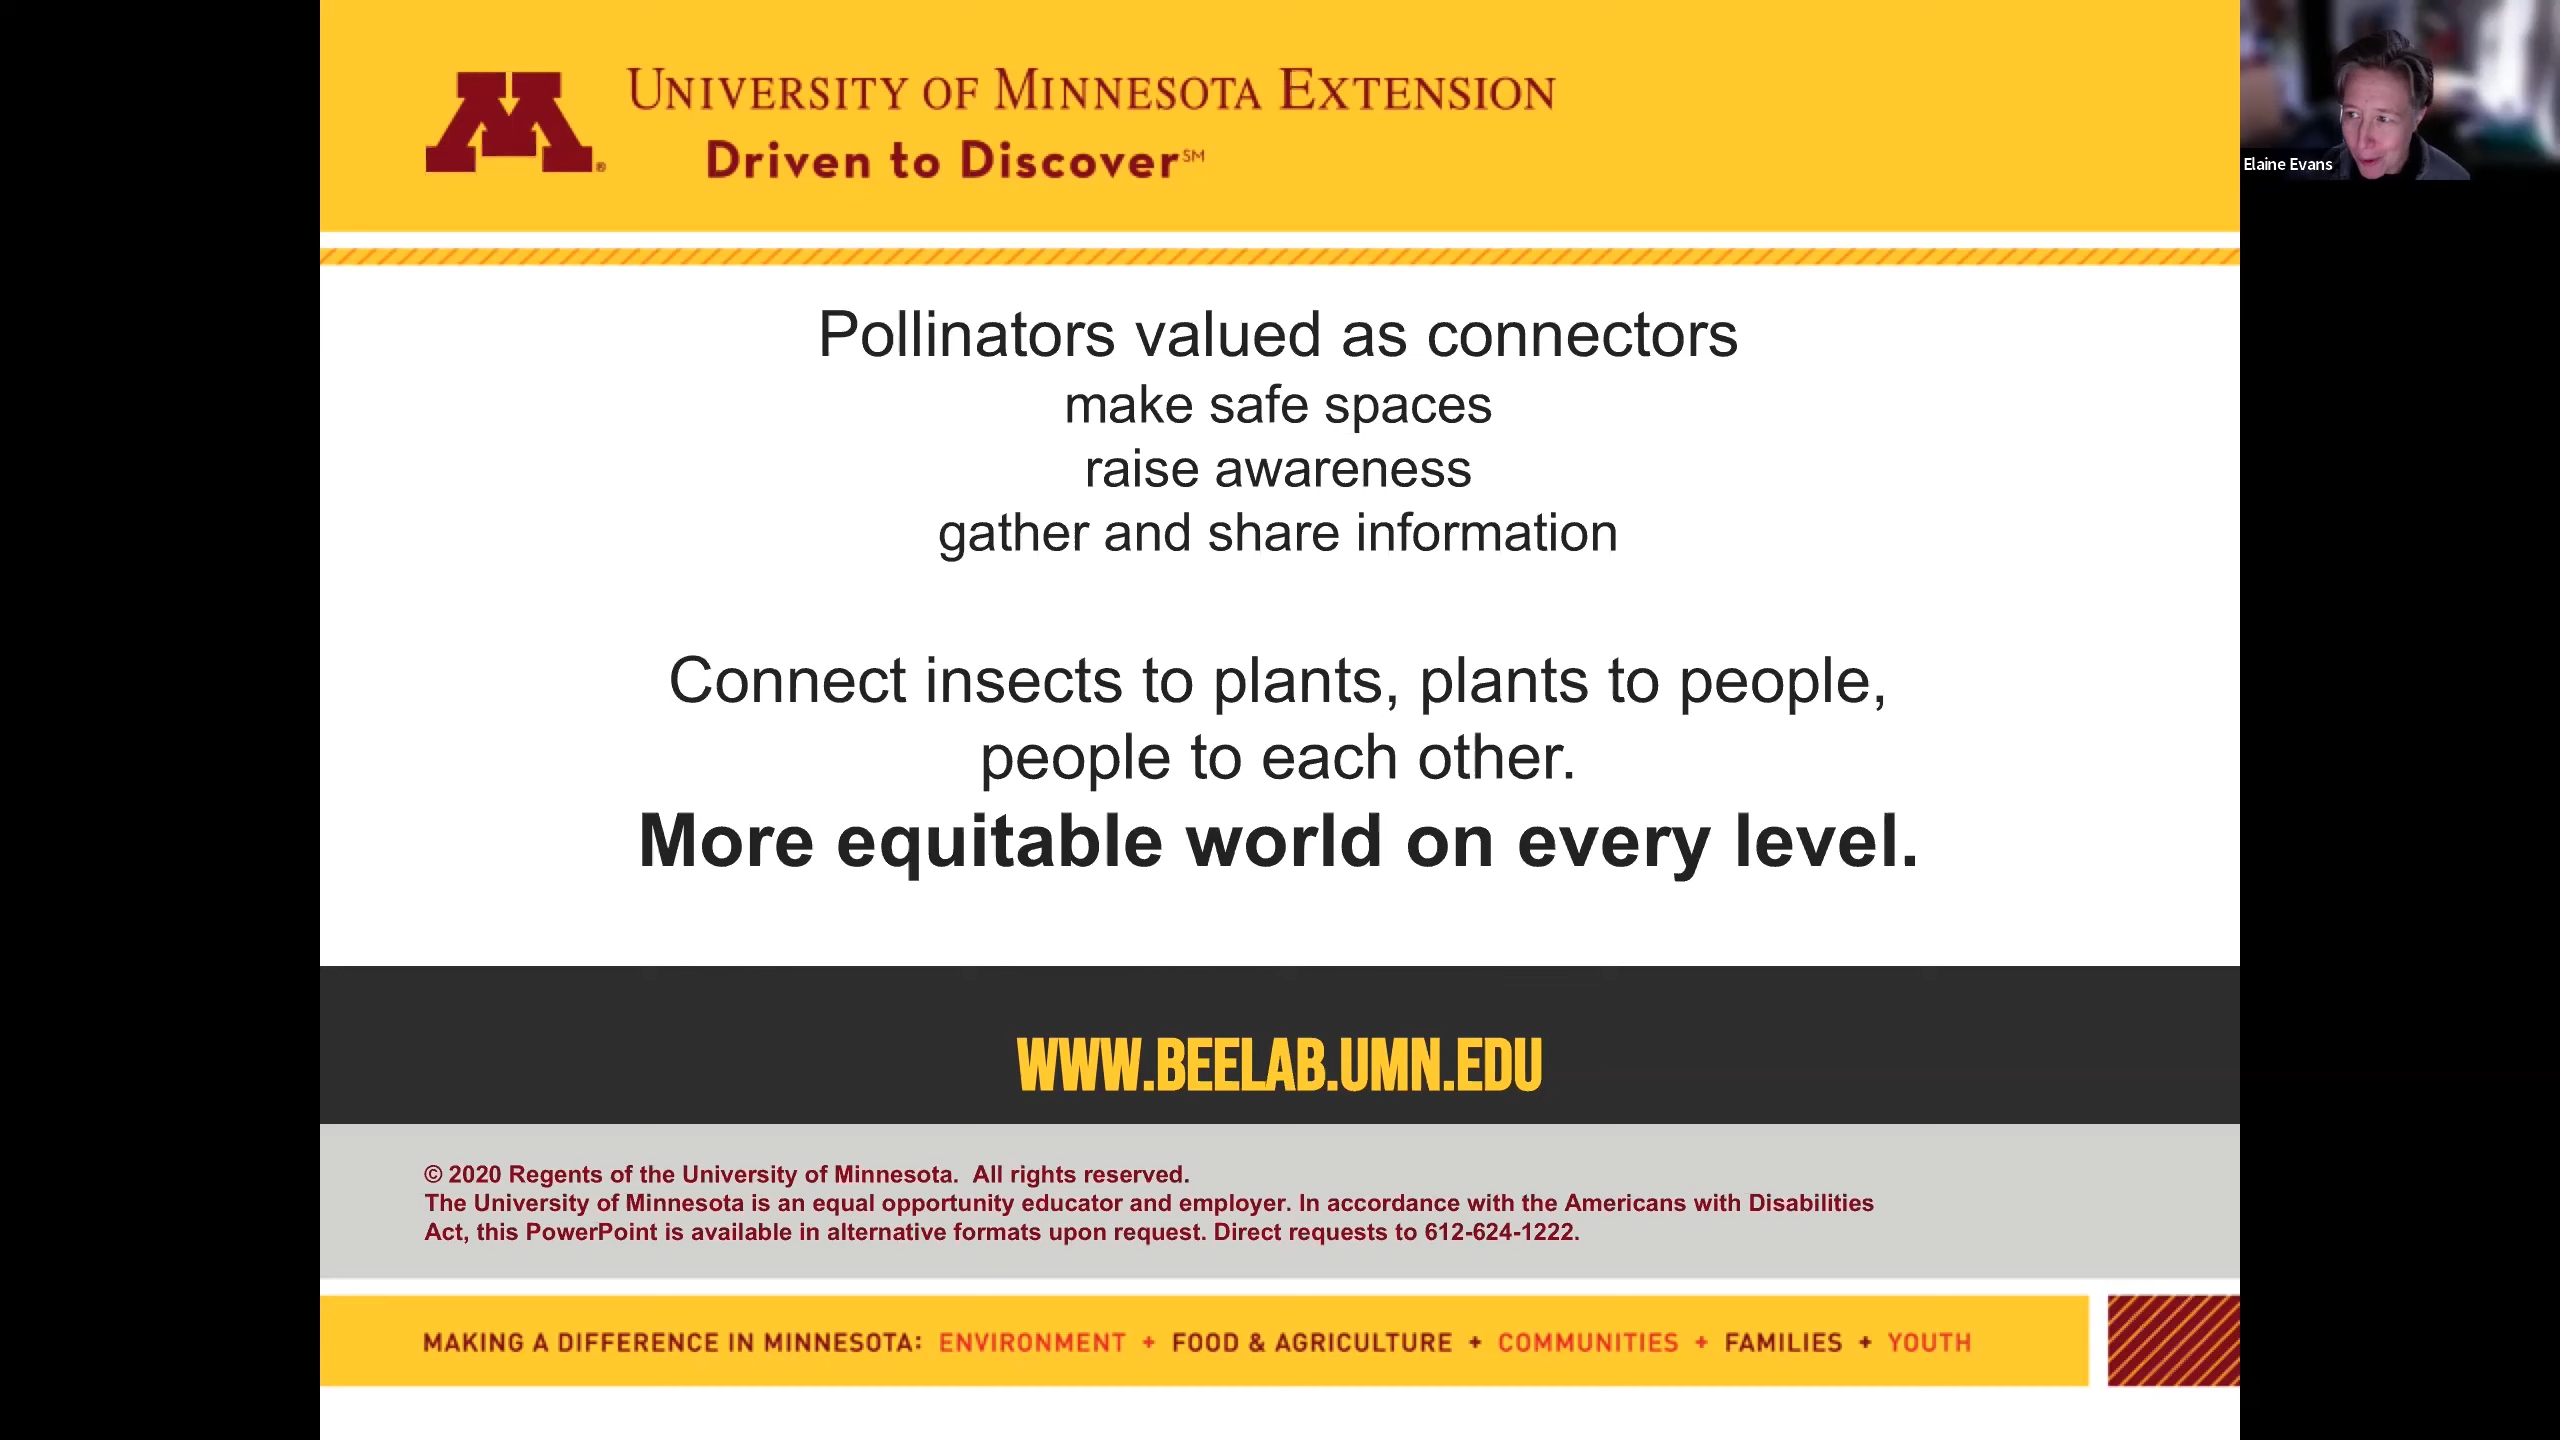 UNIVERSITY OF MINNESOTA EXTENSION
Driven to Discover℠
Elaine Evans
Pollinators valued as connectors
make safe spaces
raise awareness
gather and share information
Connect insects to plants, plants to people,
people to each other.
More equitable world on every level.
WWW.BEELAB.UMN.EDU
© 2020 Regents of the University of Minnesota.  All rights reserved.
The University of Minnesota is an equal opportunity educator and employer. In accordance with the Americans with Disabilities
Act, this PowerPoint is available in alternative formats upon request. Direct requests to 612-624-1222.
MAKING A DIFFERENCE IN MINNESOTA: ENVIRONMENT + FOOD & AGRICULTURE + COMMUNITIES + FAMILIES + YOUTH